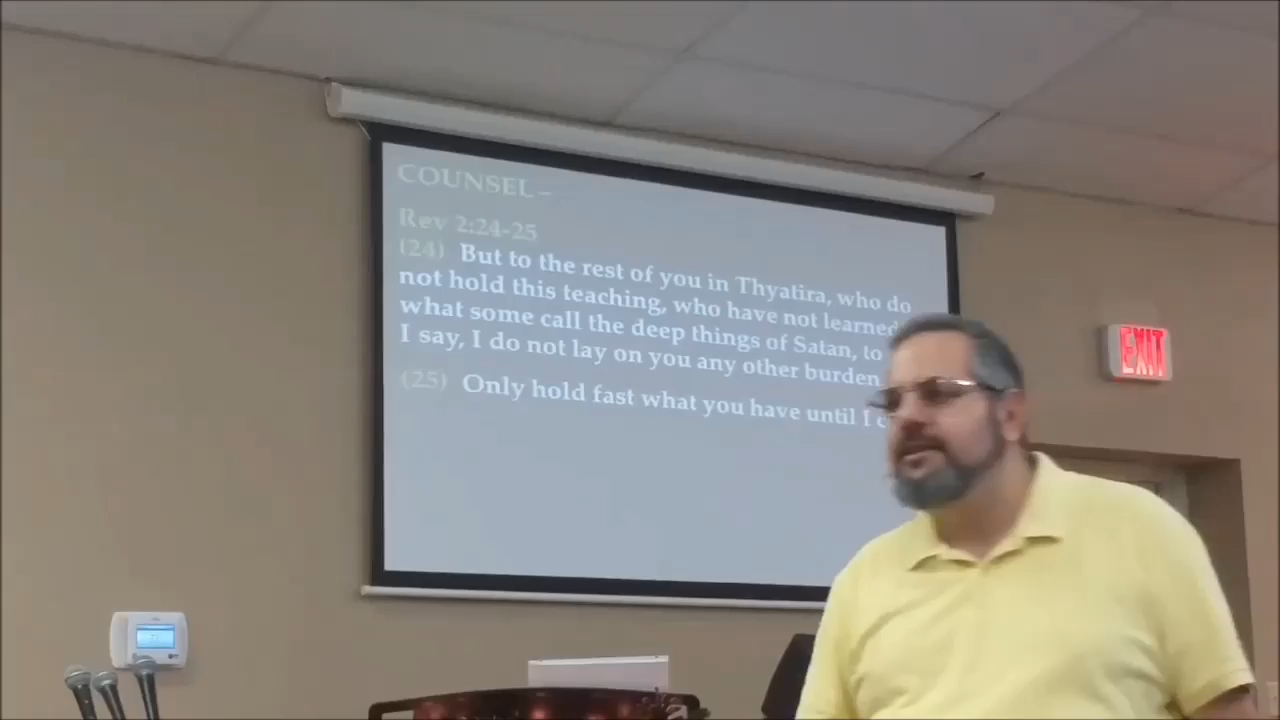 COUNSEL –
Rev 2:24-25
(24) But to the rest of you in Thyatira, who do
not hold this teaching, who have not learned
what some call the deep things of Satan, to
I say, I do not lay on you any other burden.
(25) Only hold fast what you have until I c
EXIT